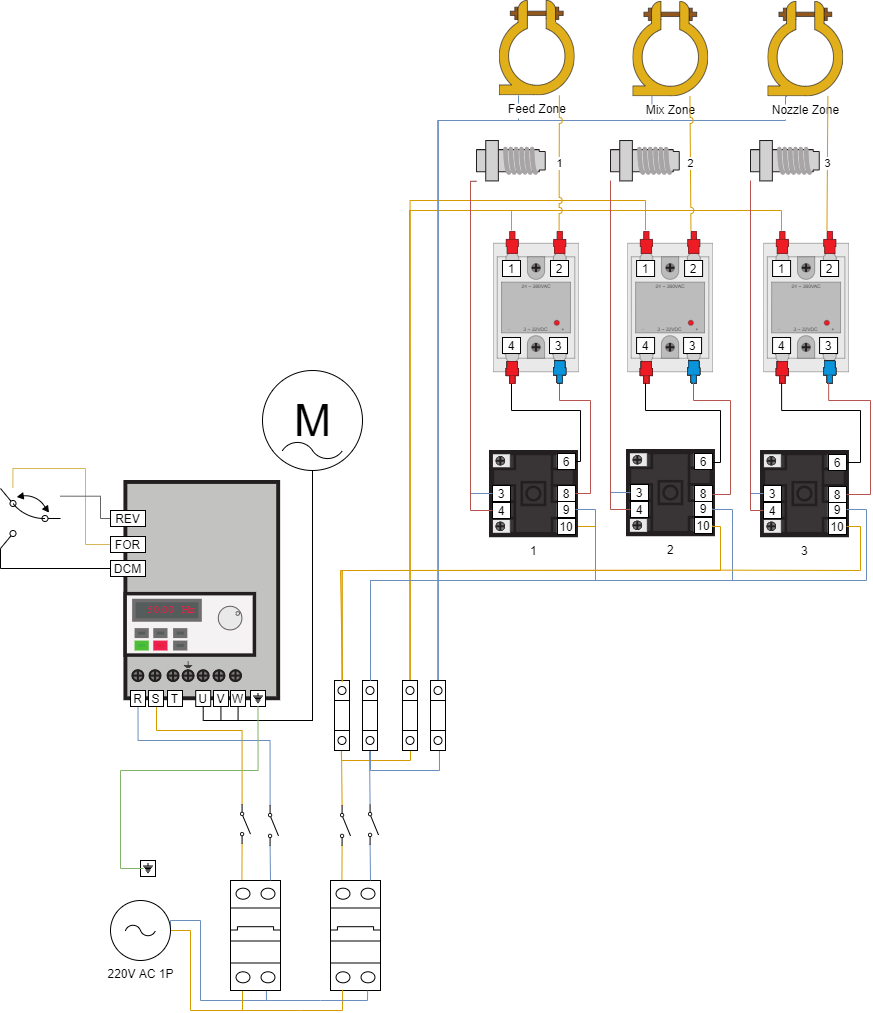 Feed Zone
Mix Zone
Nozzle Zone
1
2
3
1
2
1
2
1
2
24 ~ 380VAC
24 ~ 380VAC
24 ~ 380VAC
- 3 ~ 32VDC +
- 3 ~ 32VDC +
- 3 ~ 32VDC +
4
3
4
3
4
3
M
6
3
8
4
9
10
6
3
8
4
9
10
6
3
8
4
9
10
1
2
3
REV
FOR
DCM
R
S
T
U
V
W
220V AC 1P